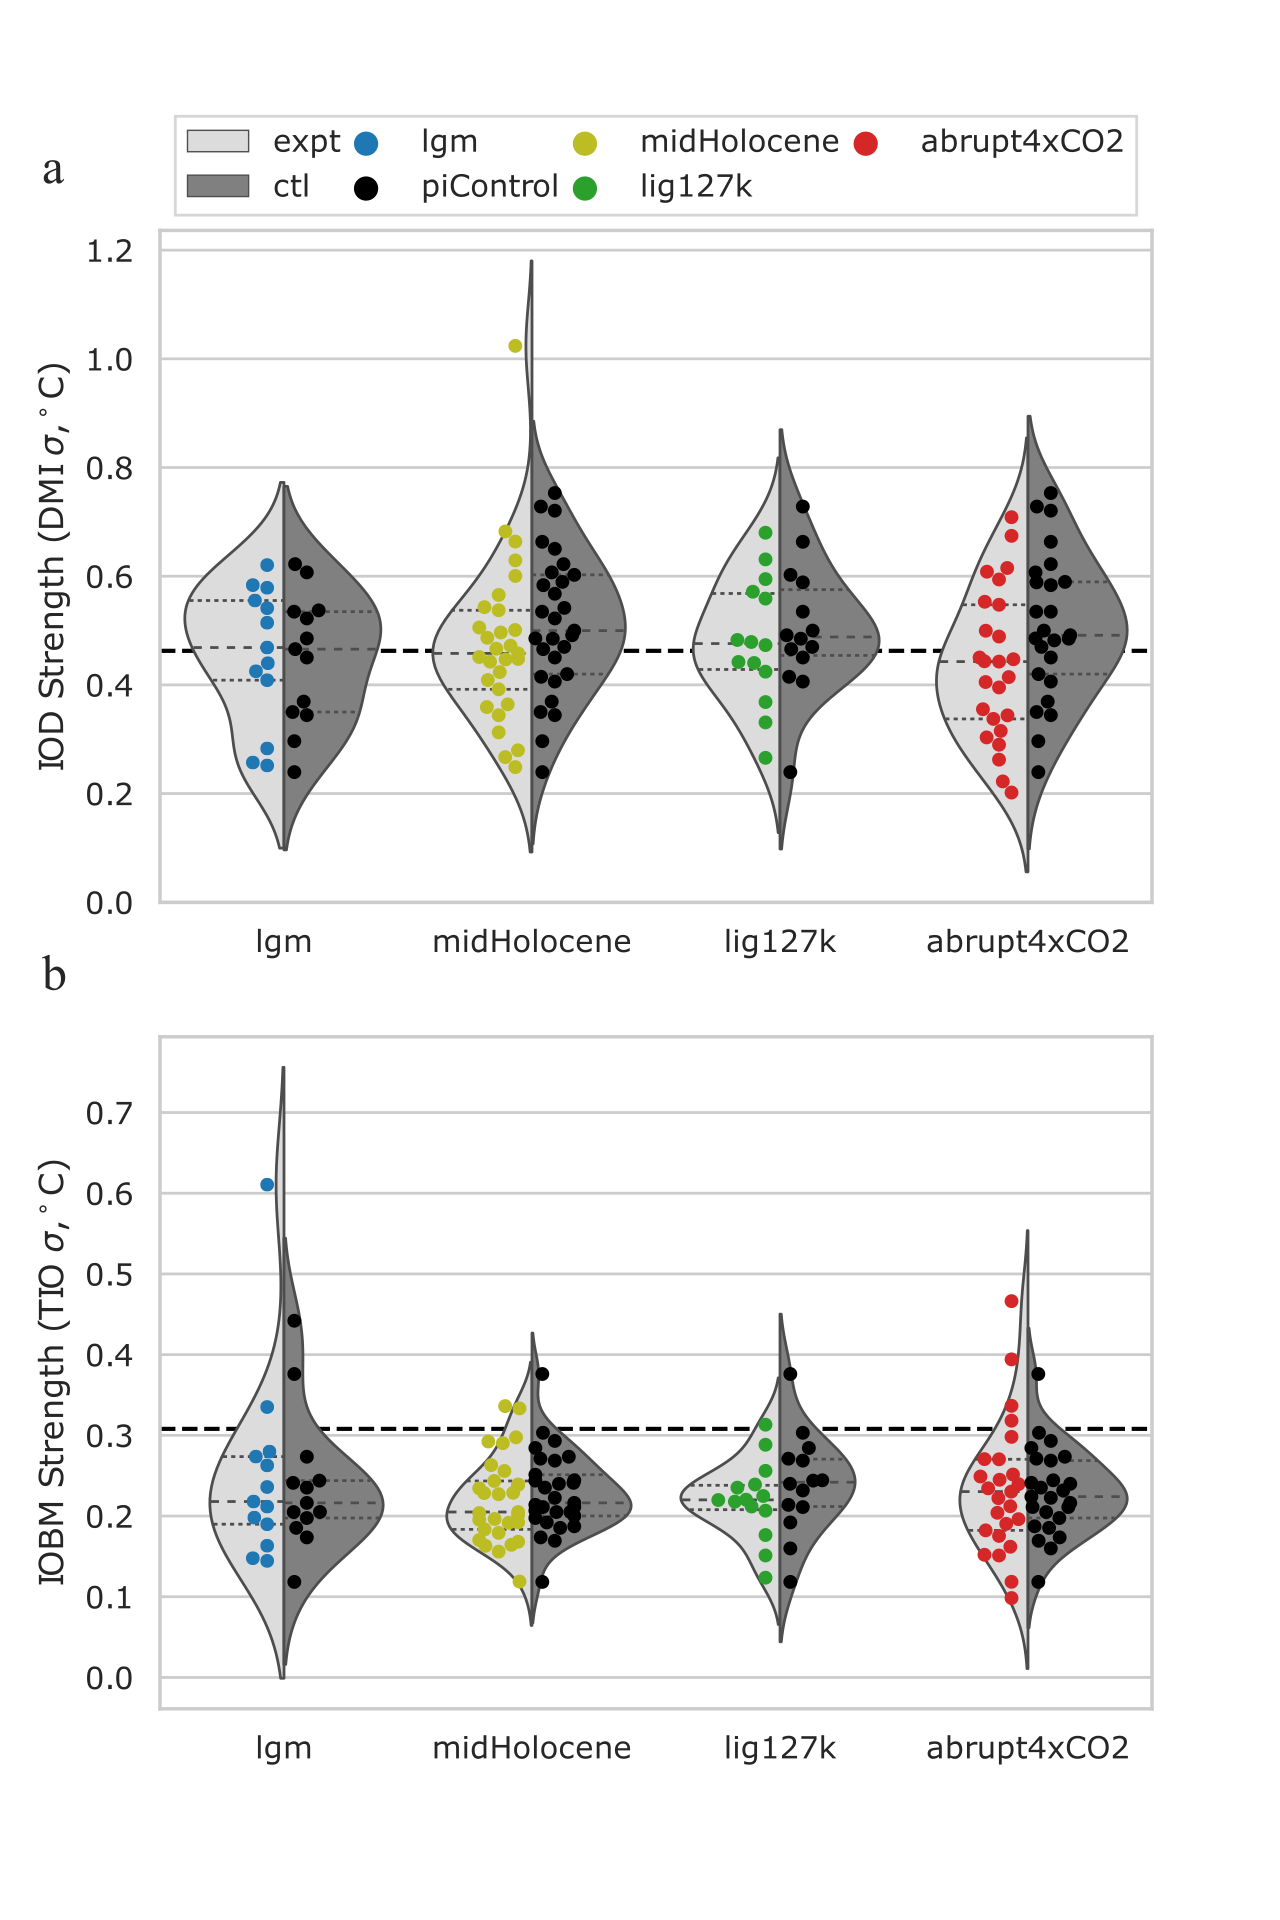 a
expt lgm midHolocene abrupt4xCO2
ctl piControl lig127k
IOD Strength (DMI σ, °C)
1.2
1.0
0.8
0.6
0.4
0.2
0.0
lgm midHolocene lig127k abrupt4xCO2
b
IOBM Strength (TIO σ, °C)
0.7
0.6
0.5
0.4
0.3
0.2
0.1
0.0
lgm midHolocene lig127k abrupt4xCO2